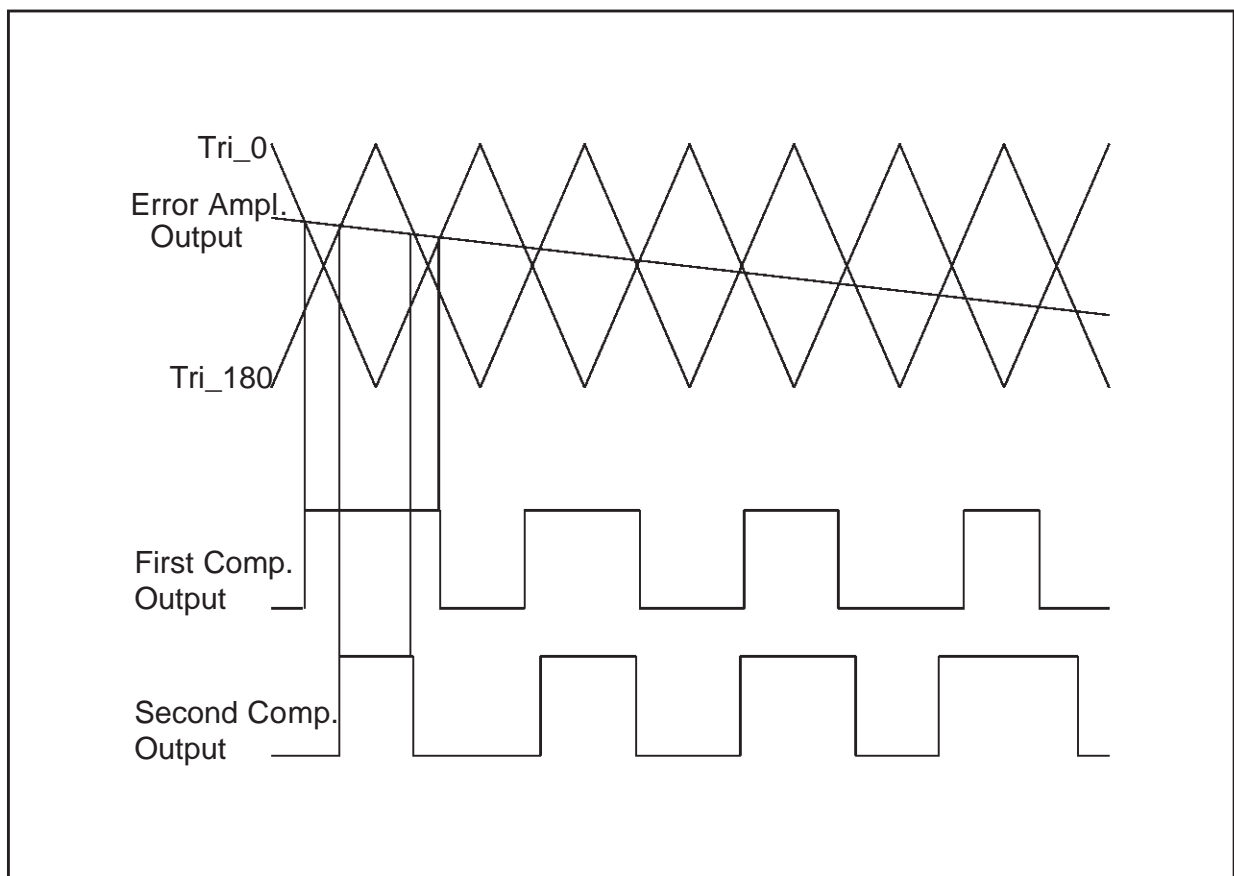 Tri_0
Error Ampl.
Output
Tri_180
First Comp.
Output
Second Comp.
Output